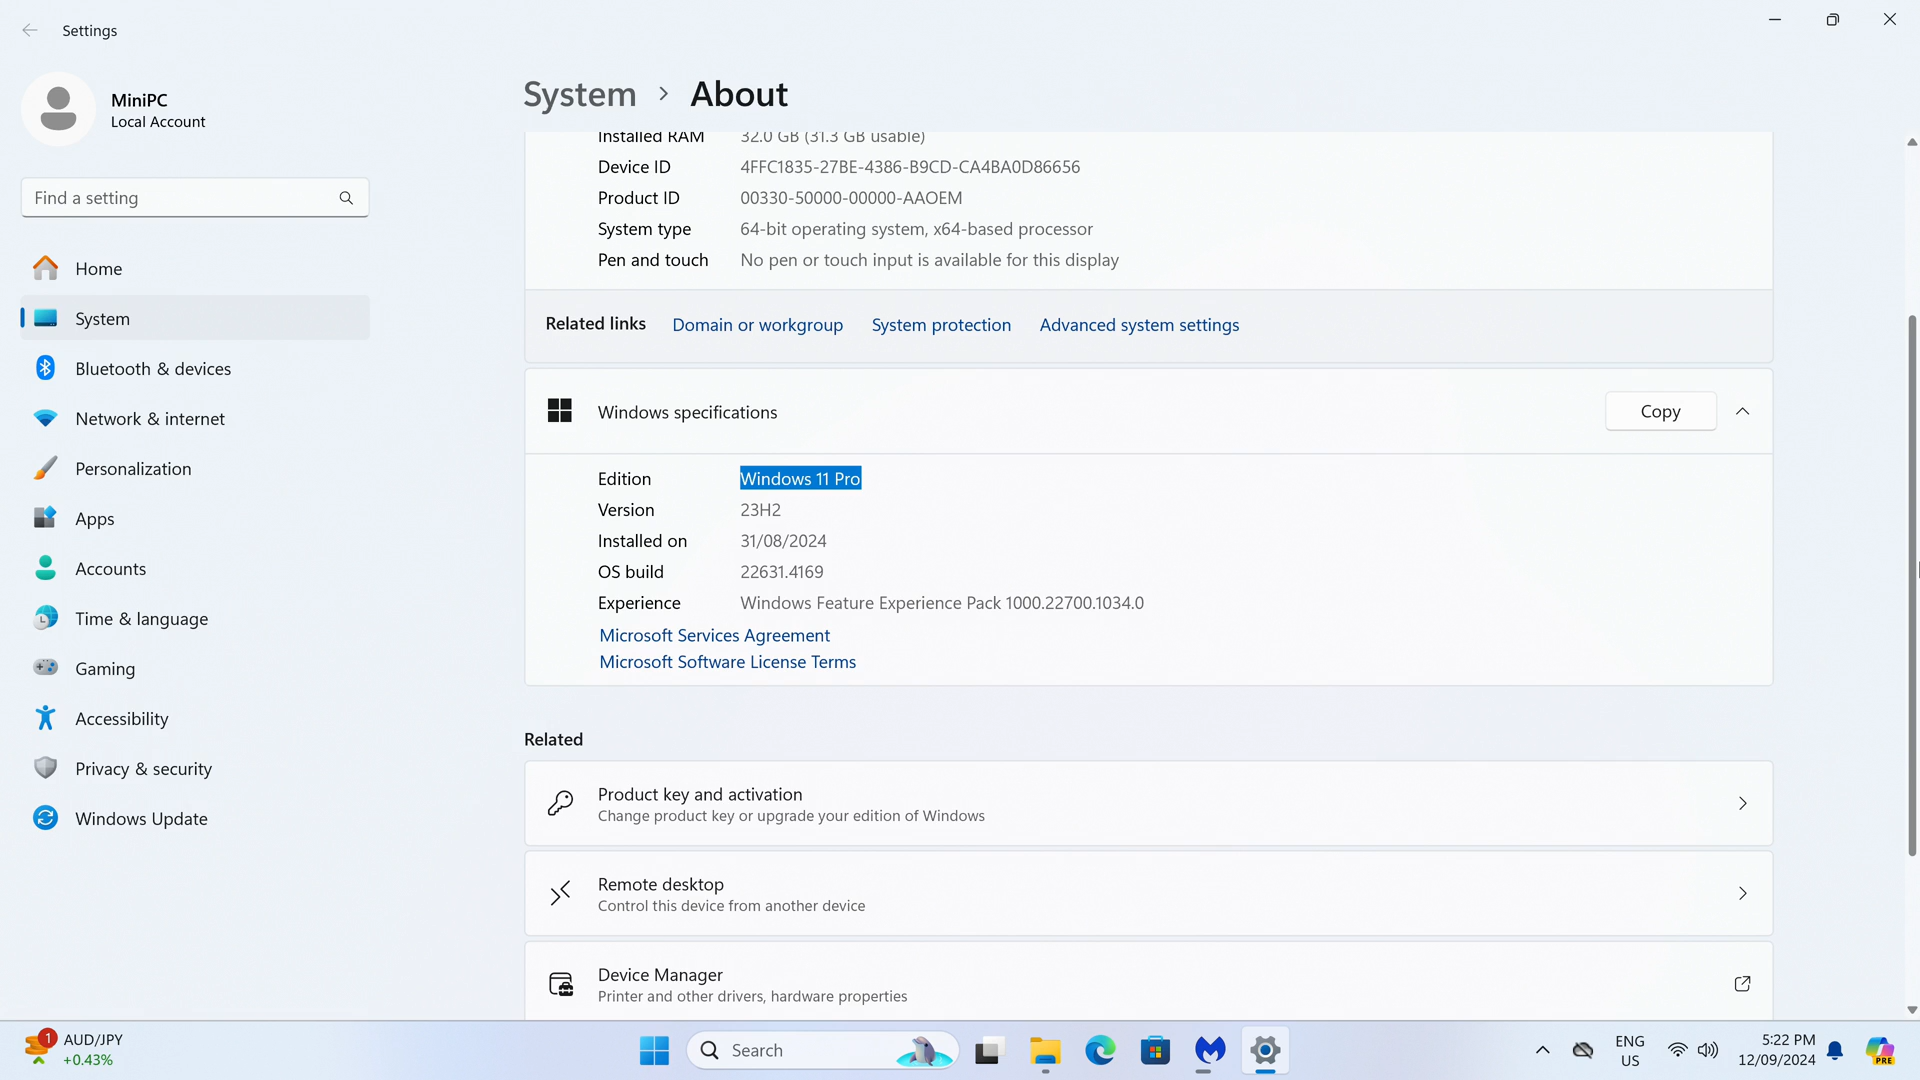 Settings
MiniPC
Local Account
Find a setting
Home
System
Bluetooth & devices
Network & internet
Personalization
Apps
Accounts
Time & language
Gaming
Accessibility
Privacy & security
Windows Update
System > About
Installed RAM 32.0 GB (31.3 GB usable)
Device ID 4FFC1835-27BE-4386-B9CD-CA4BA0D86656
Product ID 00330-50000-00000-AAOEM
System type 64-bit operating system, x64-based processor
Pen and touch No pen or touch input is available for this display
Related links Domain or workgroup System protection Advanced system settings
Windows specifications Copy
Edition Windows 11 Pro
Version 23H2
Installed on 31/08/2024
OS build 22631.4169
Experience Windows Feature Experience Pack 1000.22700.1034.0
Microsoft Services Agreement
Microsoft Software License Terms
Related
Product key and activation
Change product key or upgrade your edition of Windows
Remote desktop
Control this device from another device
Device Manager
Printer and other drivers, hardware properties
1 AUD/JPY
+0.43%
Search
ENG
US
5:22 PM
12/09/2024
PRE